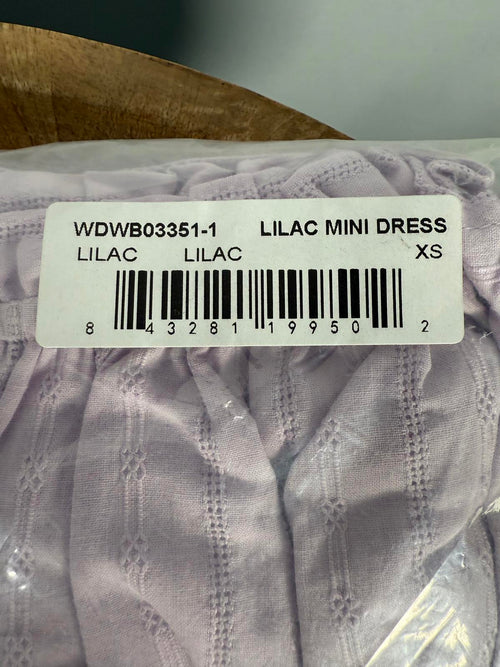 WDWB03351-1 LILAC MINI DRESS
LILAC LILAC XS
8 43281 19950 2